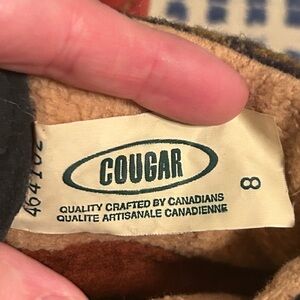 COUGAR
QUALITY CRAFTED BY CANADIANS
QUALITE ARTISANALE CANADIENNE
8
464102